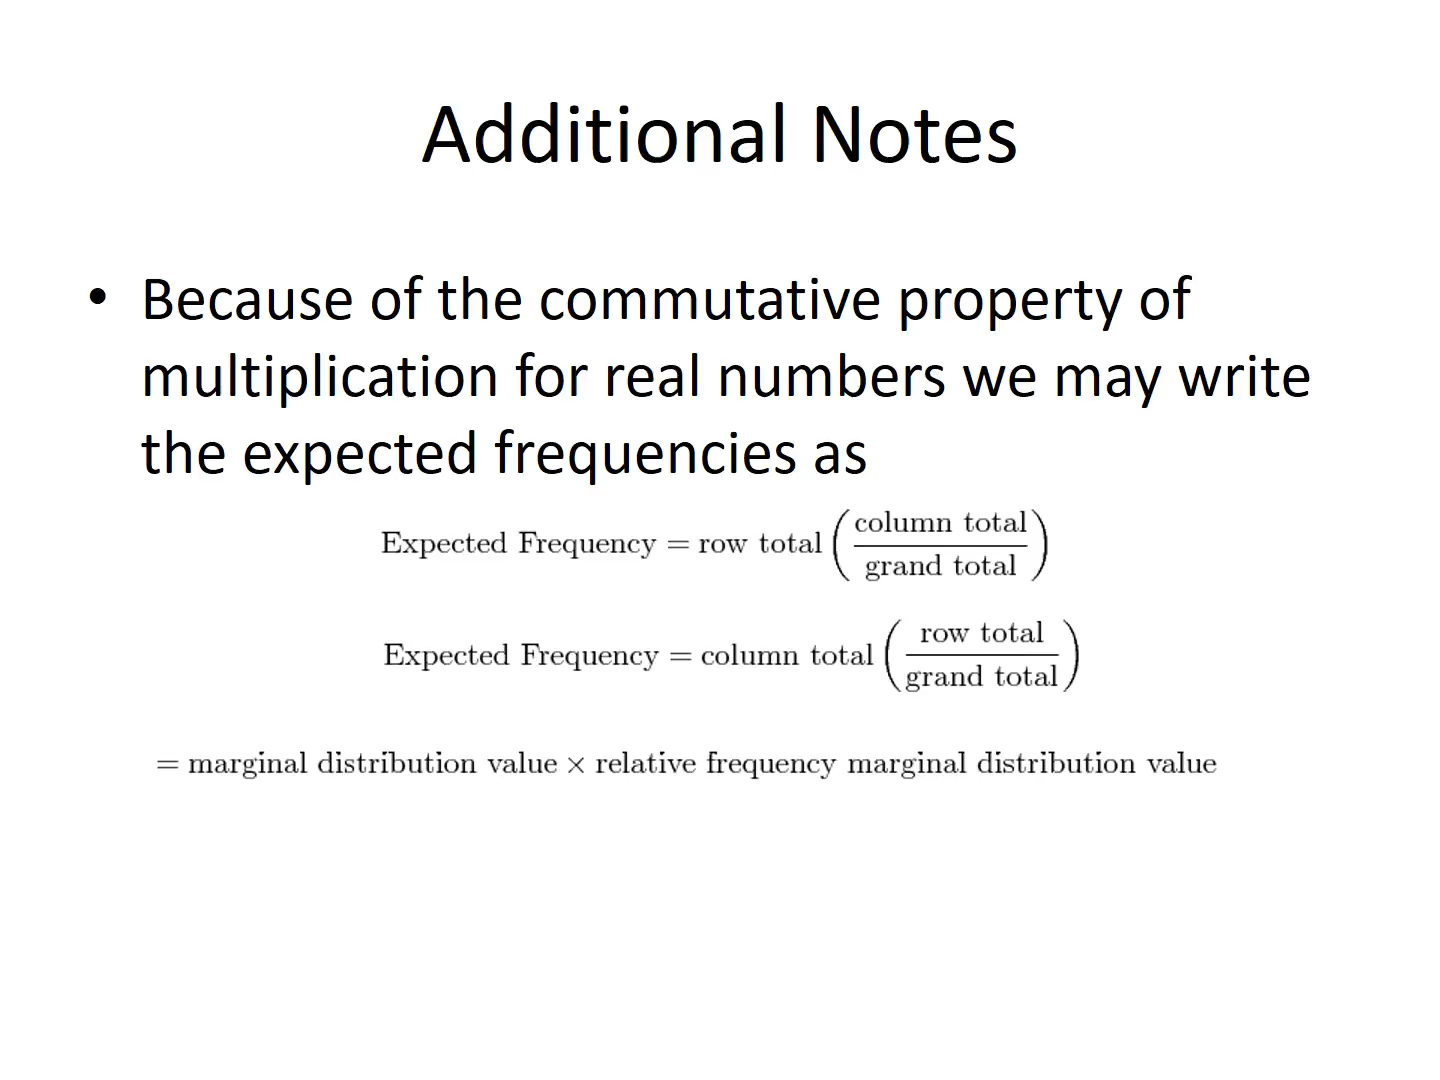 Additional Notes
• Because of the commutative property of
multiplication for real numbers we may write
the expected frequencies as
Expected Frequency = row total (column total / grand total)
Expected Frequency = column total (row total / grand total)
= marginal distribution value × relative frequency marginal distribution value